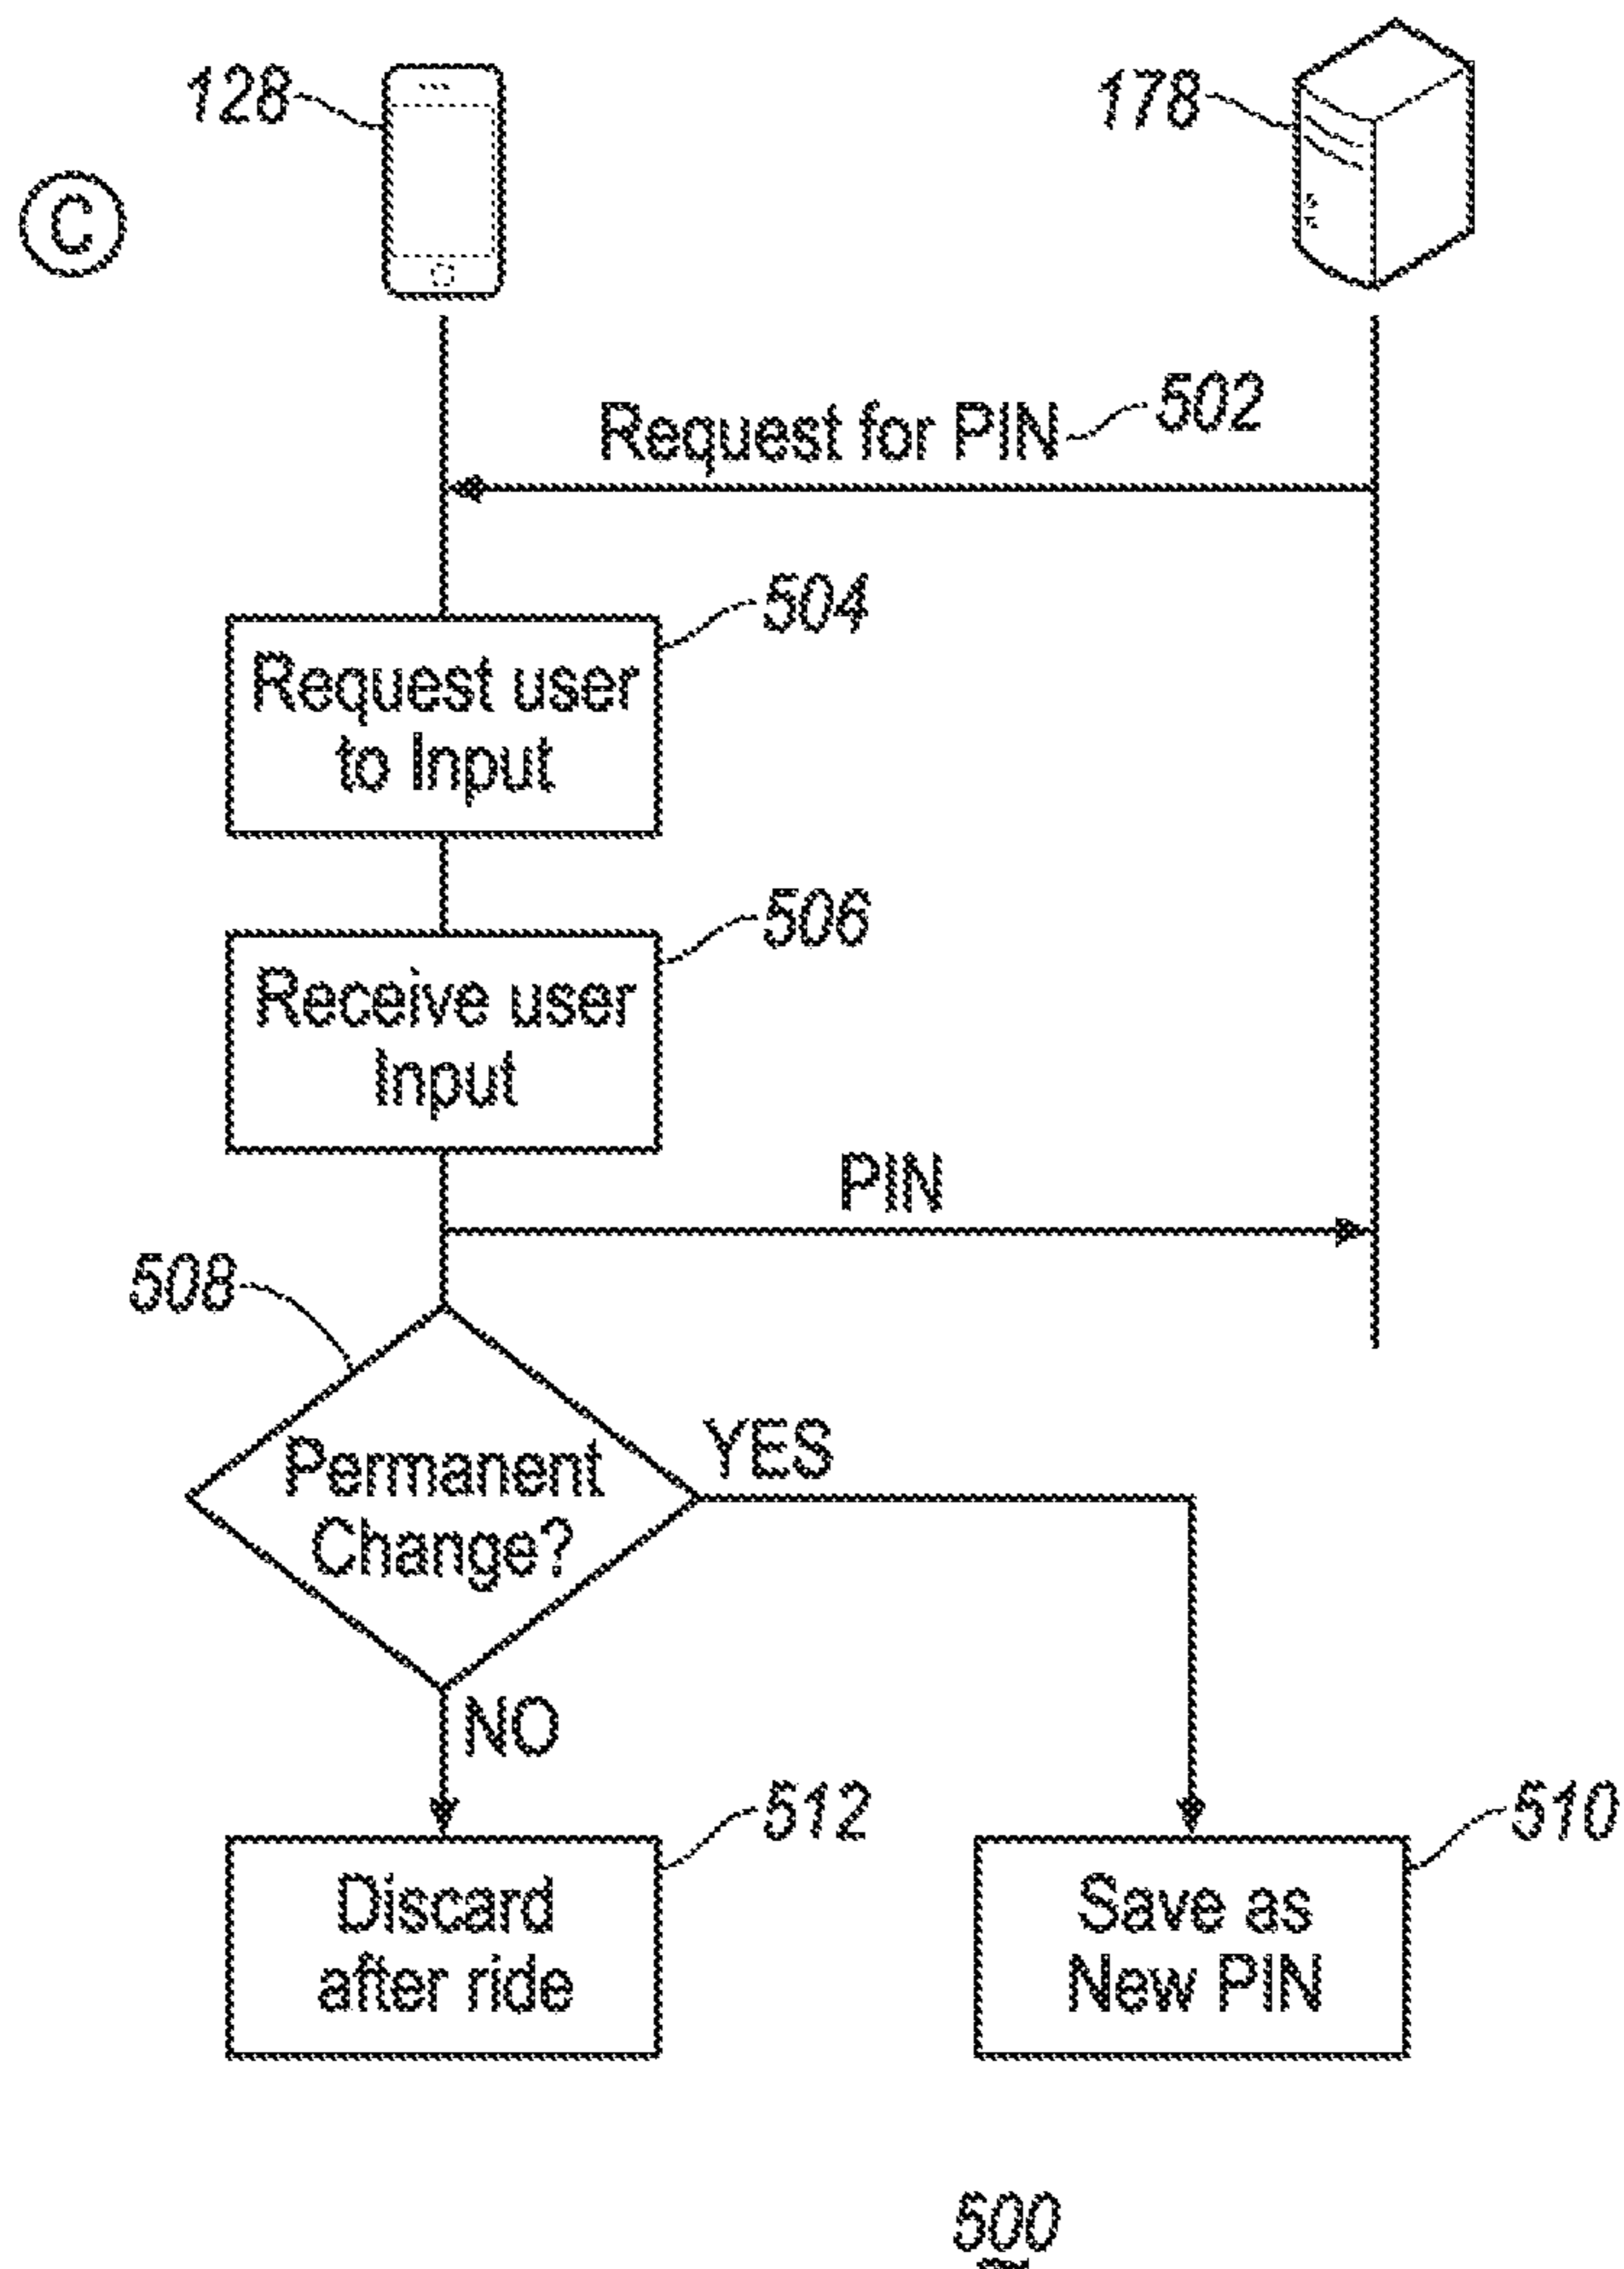 128
178
C
Request for PIN
502
504
Request user
to Input
506
Receive user
Input
PIN
508
YES
Permanent
Change?
NO
512
510
Discard
after ride
Save as
New PIN
500